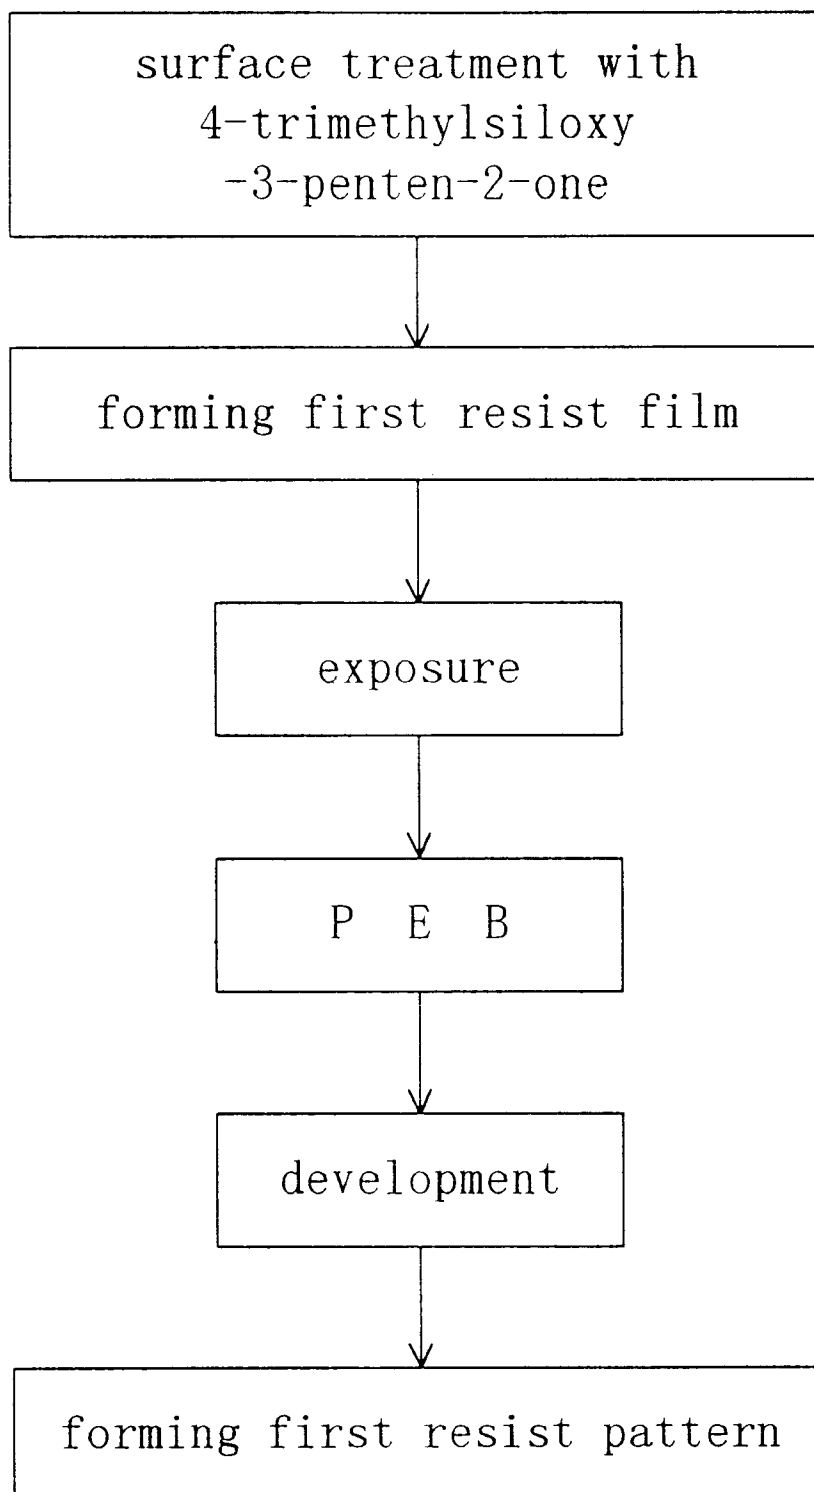 surface treatment with
4-trimethylsiloxy
-3-penten-2-one
forming first resist film
exposure
P E B
development
forming first resist pattern